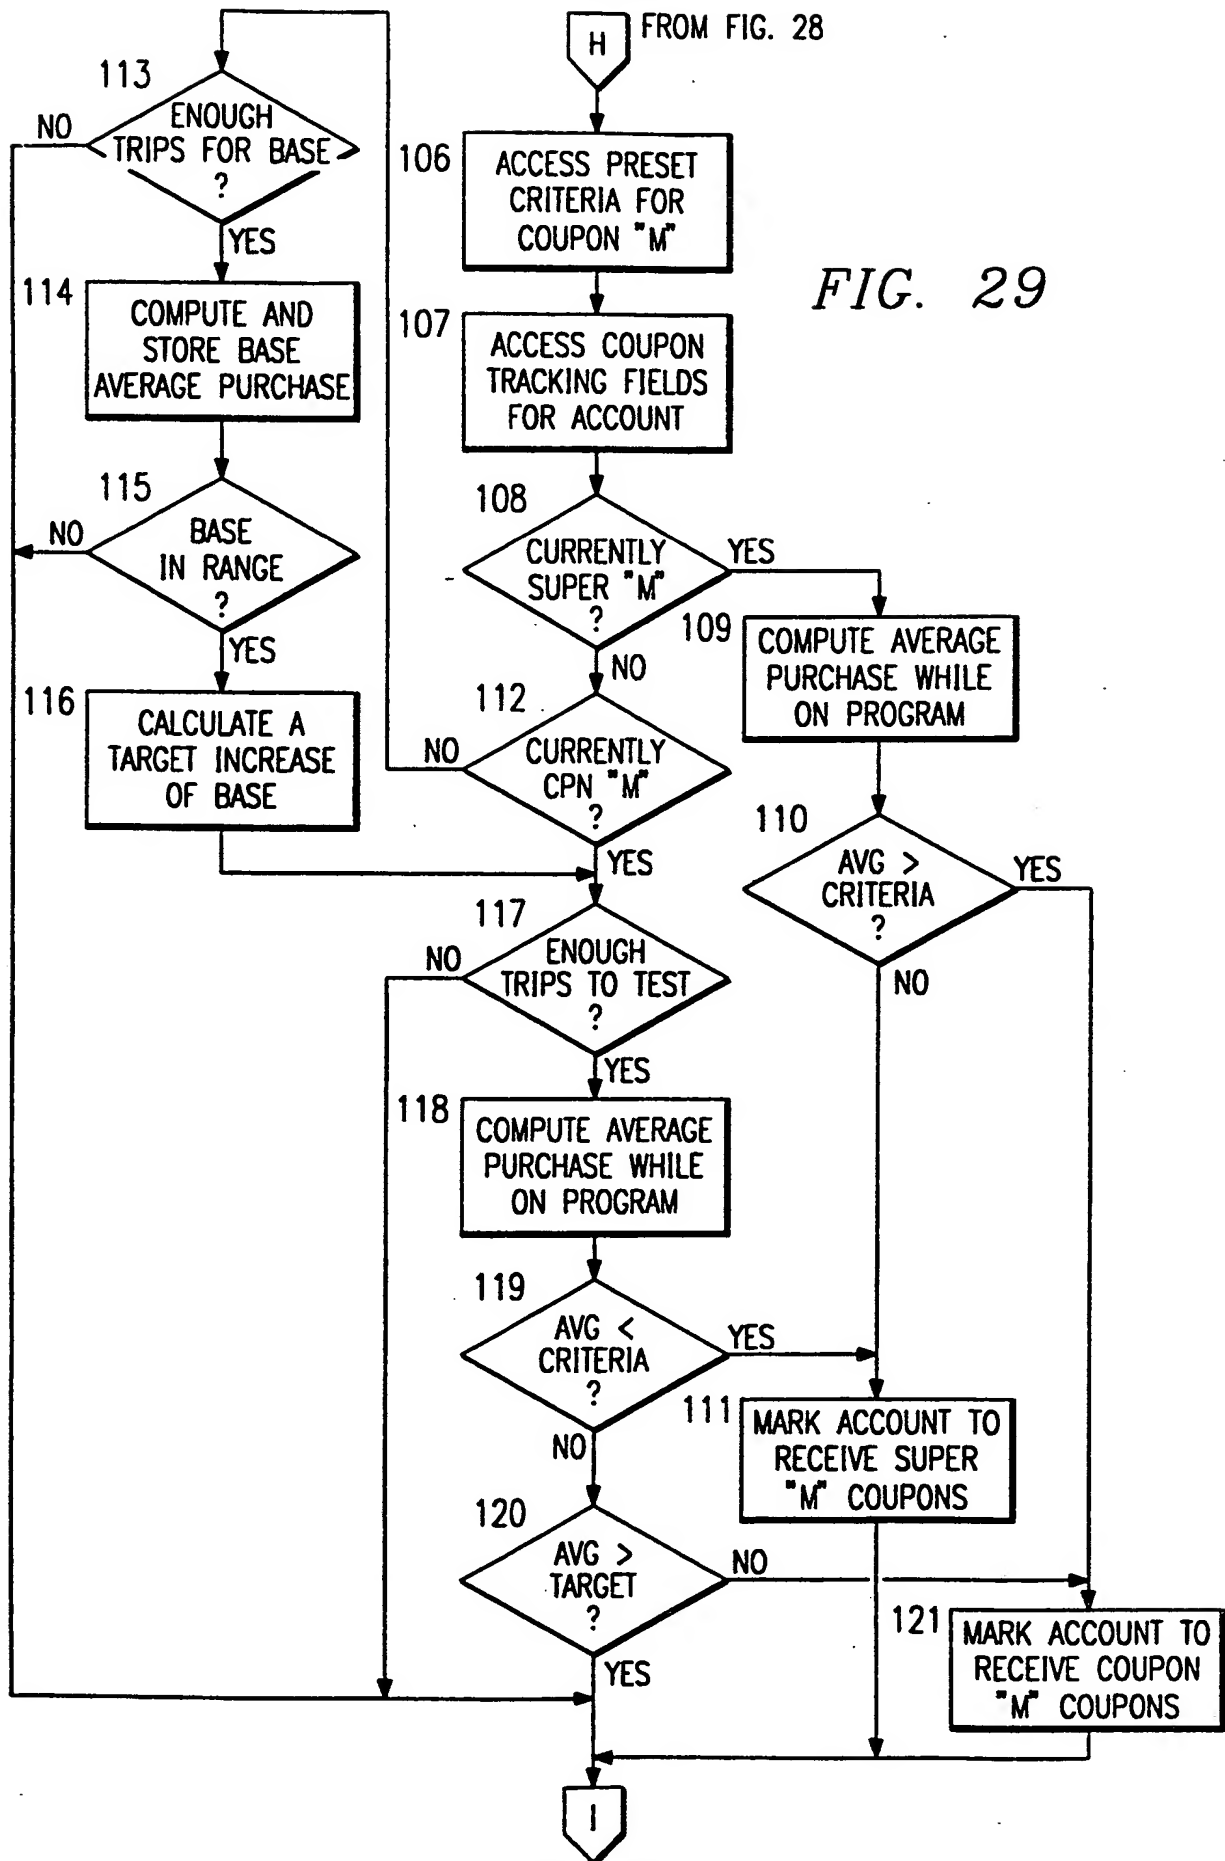 H
FROM FIG. 28
FIG. 29
106
ACCESS PRESET
CRITERIA FOR
COUPON "M"
107
ACCESS COUPON
TRACKING FIELDS
FOR ACCOUNT
108
CURRENTLY
SUPER "M"
?
YES
NO
109
COMPUTE AVERAGE
PURCHASE WHILE
ON PROGRAM
110
AVG >
CRITERIA
?
YES
NO
112
CURRENTLY
CPN "M"
?
NO
YES
113
ENOUGH
TRIPS FOR BASE
?
NO
YES
114
COMPUTE AND
STORE BASE
AVERAGE PURCHASE
115
BASE
IN RANGE
?
NO
YES
116
CALCULATE A
TARGET INCREASE
OF BASE
117
ENOUGH
TRIPS TO TEST
?
NO
YES
118
COMPUTE AVERAGE
PURCHASE WHILE
ON PROGRAM
119
AVG <
CRITERIA
?
YES
NO
111
MARK ACCOUNT TO
RECEIVE SUPER
"M" COUPONS
120
AVG >
TARGET
?
NO
YES
121
MARK ACCOUNT TO
RECEIVE COUPON
"M" COUPONS
I